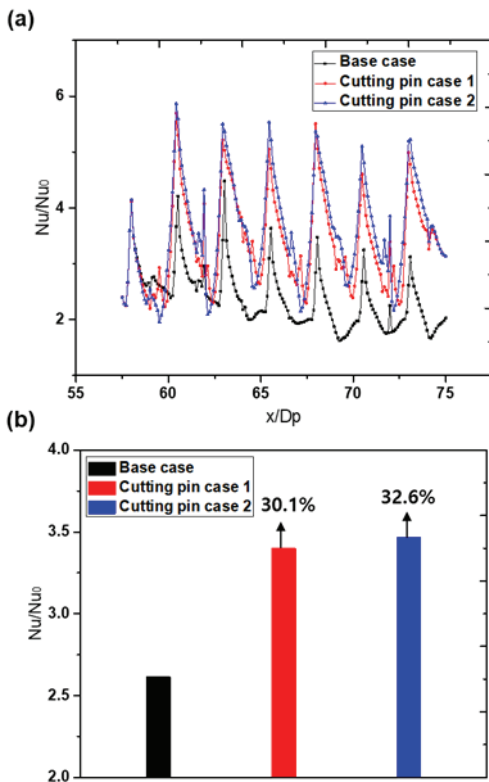 (a)
Base case
Cutting pin case 1
Cutting pin case 2
6
4
2
Nu/Nu₀
55 60 65 70 75
x/Dp
(b)
4.0
3.5
3.0
2.5
2.0
Nu/Nu₀
Base case
Cutting pin case 1
Cutting pin case 2
30.1%
32.6%